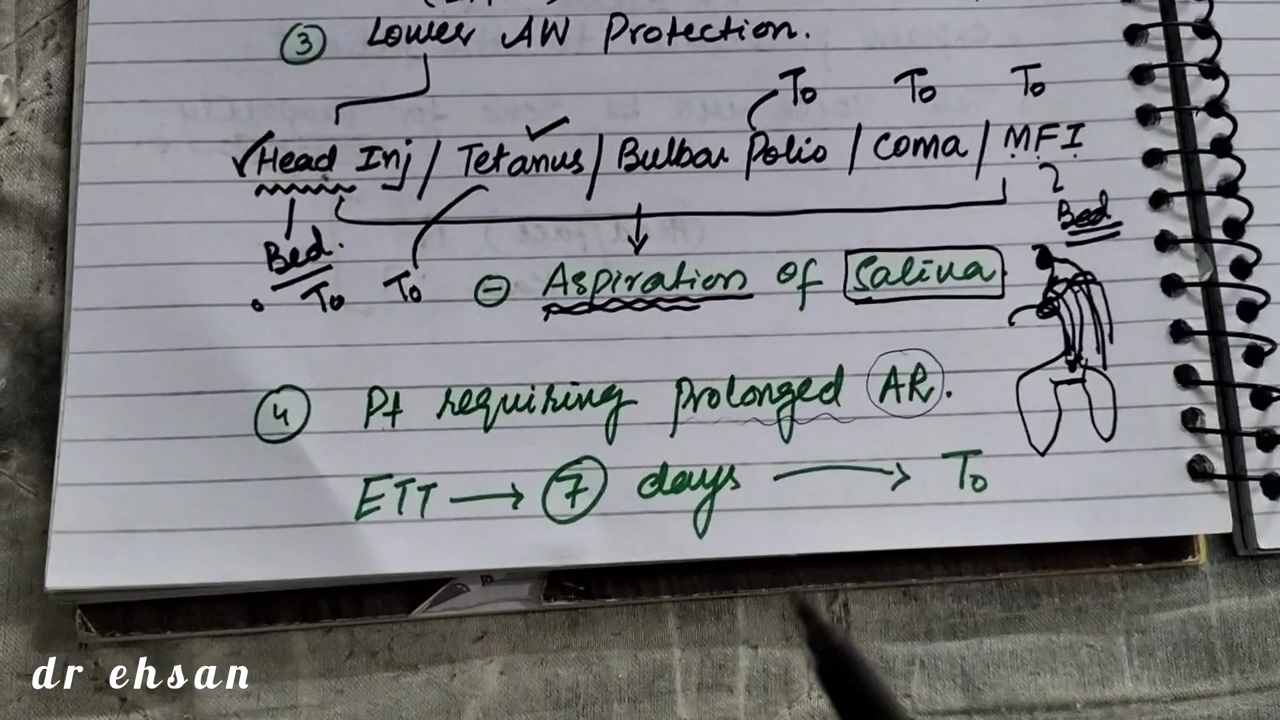 ③ Lower AW Protection.
To To To
Head Inj / Tetanus / Bulbar Polio / Coma / MFI
Bed. To To ⊖ Aspiration of Saliva Bed
④ Pt requiring prolonged AR.
ETT → ⑦ days → To
dr ehsan